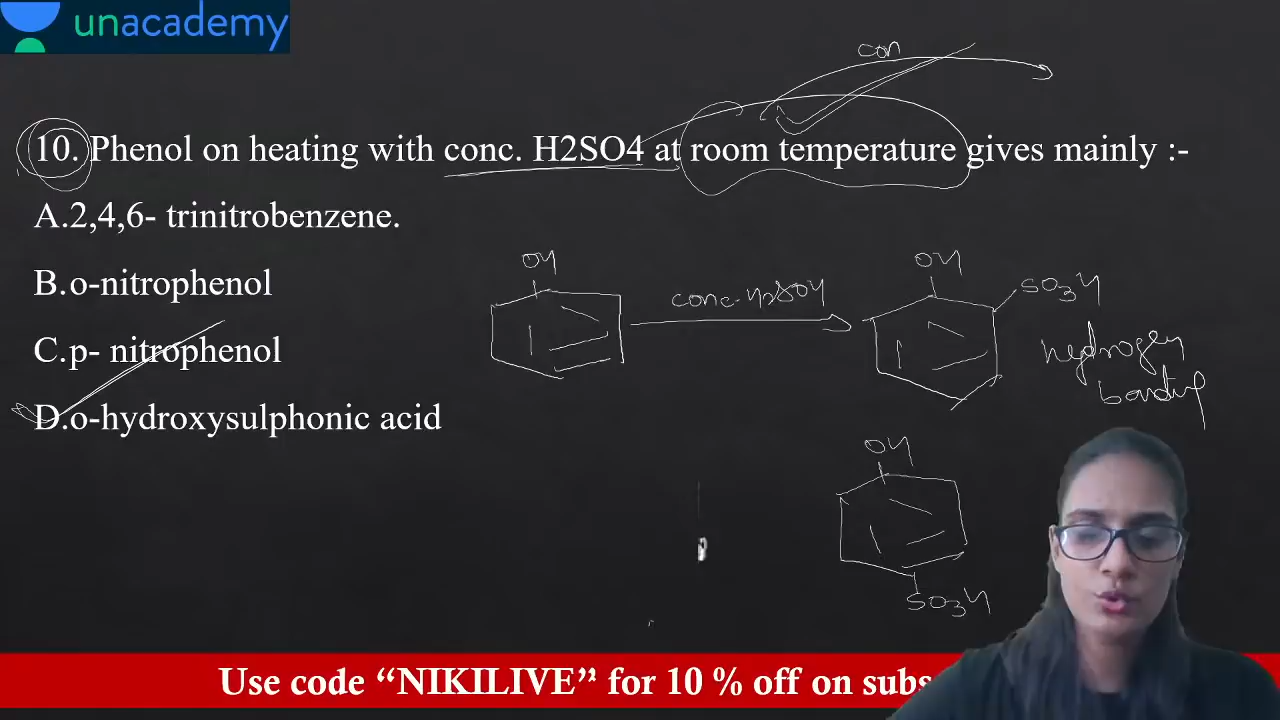 unacademy
con
10. Phenol on heating with conc. H2SO4 at room temperature gives mainly :-
A.2,4,6- trinitrobenzene.
B.o-nitrophenol
C.p- nitrophenol
D.o-hydroxysulphonic acid
OH
conc. H2SO4
OH
SO3H
hydrogen
bonding
OH
SO3H
Use code “NIKILIVE” for 10 % off on subs